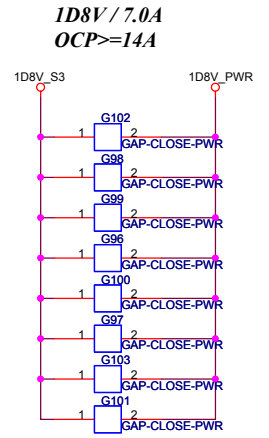 1D8V / 7.0A
OCP>=14A
1D8V_S3 1D8V_PWR
G102
1 2
GAP-CLOSE-PWR
G98
1 2
GAP-CLOSE-PWR
G99
1 2
GAP-CLOSE-PWR
G96
1 2
GAP-CLOSE-PWR
G100
1 2
GAP-CLOSE-PWR
G97
1 2
GAP-CLOSE-PWR
G103
1 2
GAP-CLOSE-PWR
G101
1 2
GAP-CLOSE-PWR